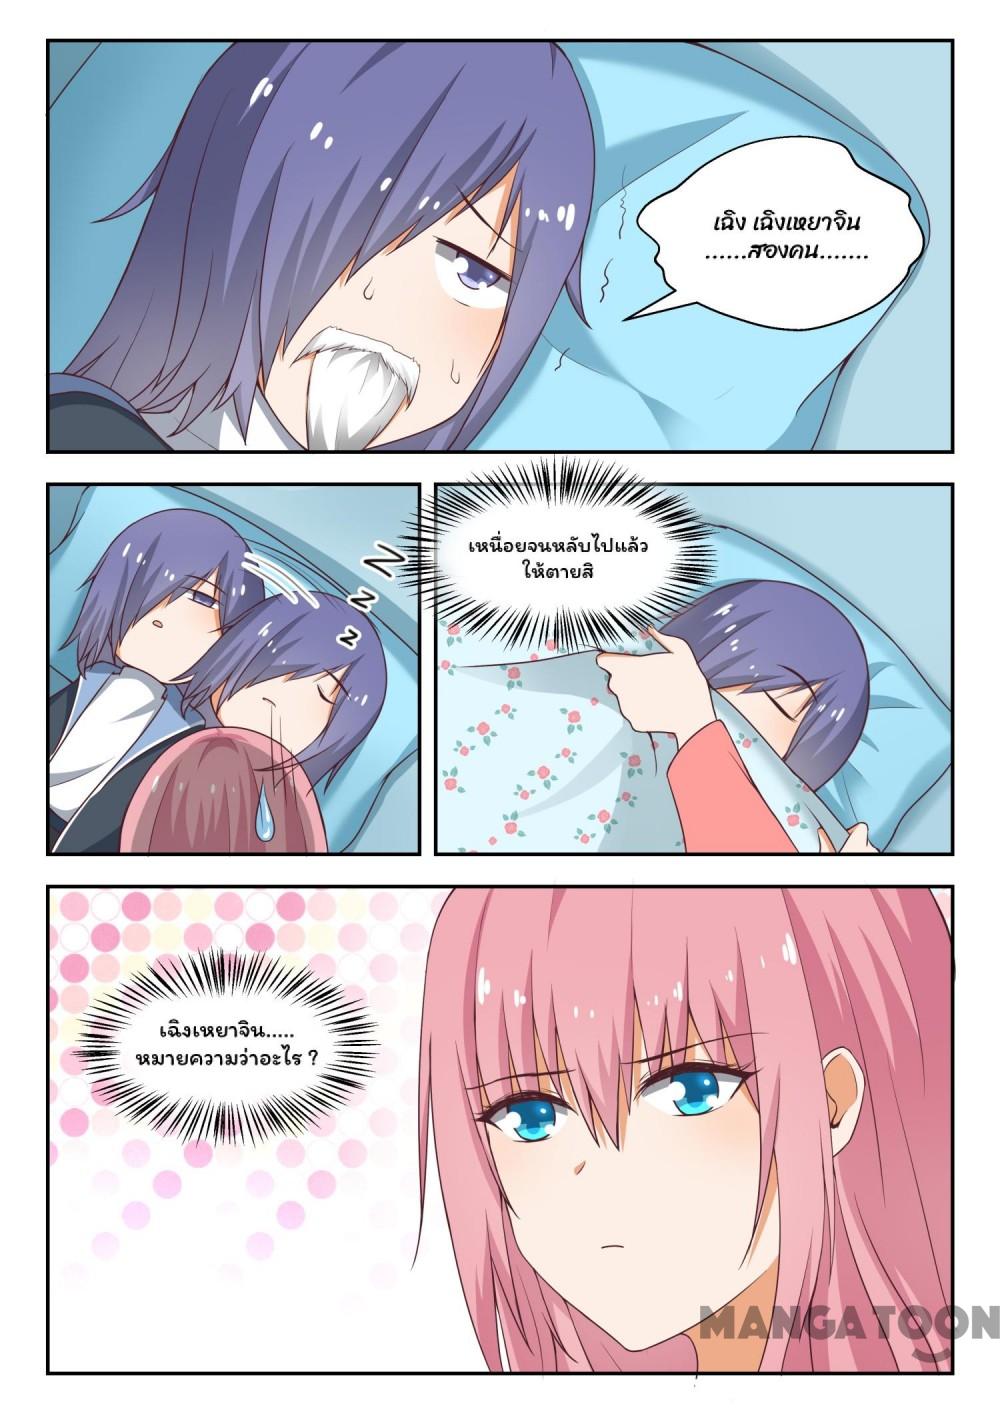 เฉิง เฉิงเหยาจิน
......สองคน.......
Z
Z
Z
เหนื่อยจนหลับไปแล้ว
ให้ตายสิ
เฉิงเหยาจิน.....
หมายความว่าอะไร ?
MANGATOON